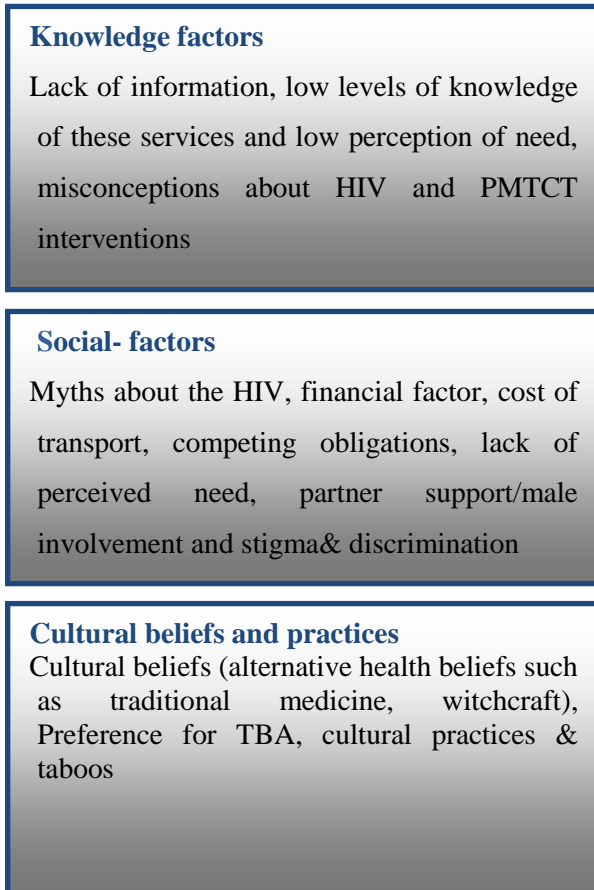 Knowledge factors
Lack of information, low levels of knowledge
of these services and low perception of need,
misconceptions about HIV and PMTCT
interventions
Social- factors
Myths about the HIV, financial factor, cost of
transport, competing obligations, lack of
perceived need, partner support/male
involvement and stigma& discrimination
Cultural beliefs and practices
Cultural beliefs (alternative health beliefs such
as traditional medicine, witchcraft),
Preference for TBA, cultural practices &
taboos